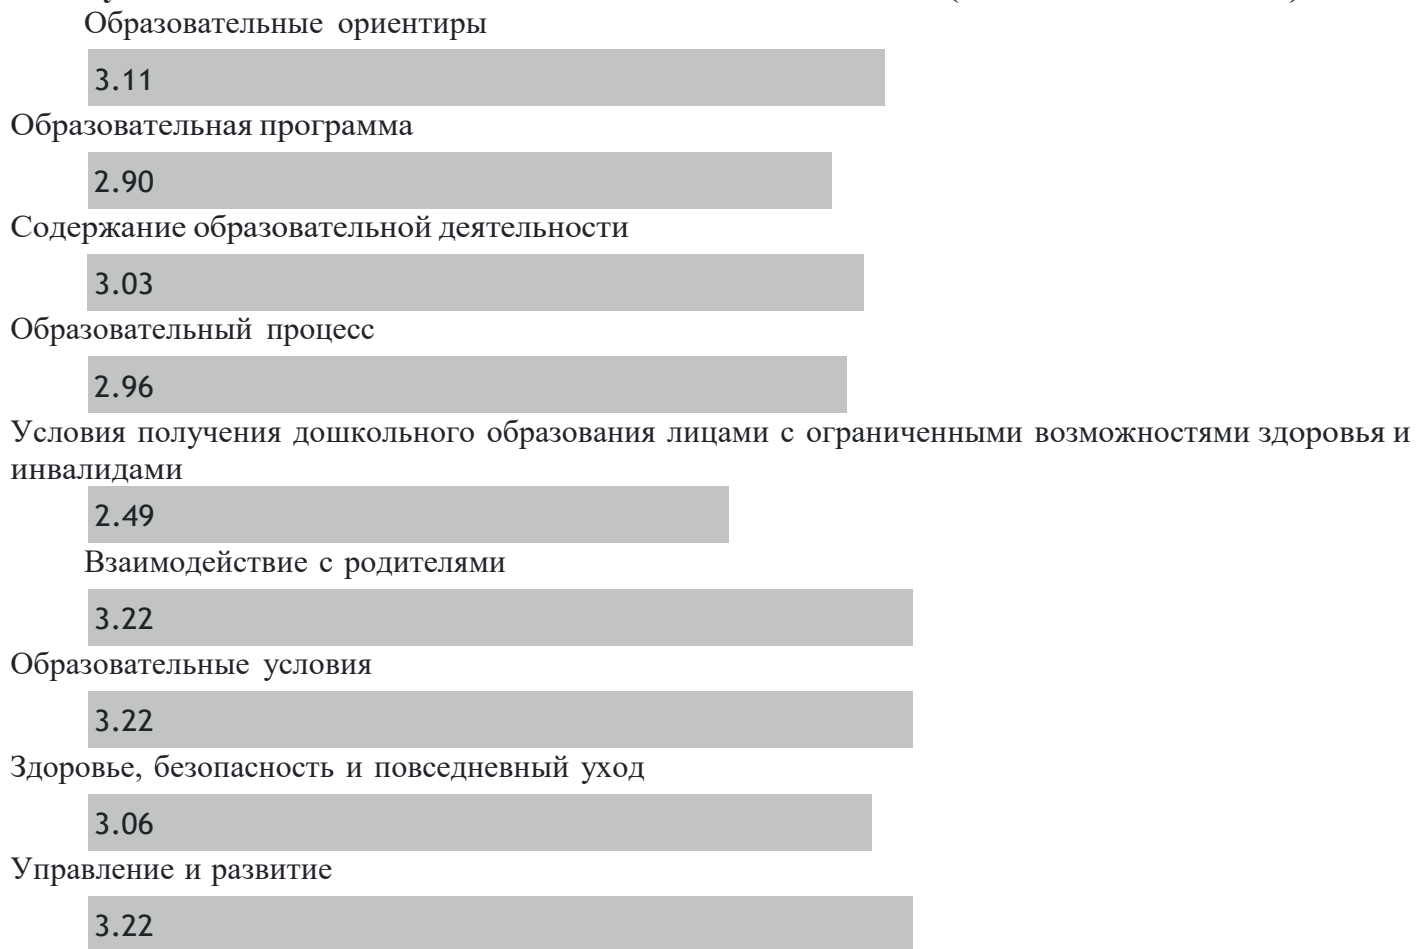 Образовательные ориентиры
3.11
Образовательная программа
2.90
Содержание образовательной деятельности
3.03
Образовательный процесс
2.96
Условия получения дошкольного образования лицами с ограниченными возможностями здоровья и
инвалидами
2.49
Взаимодействие с родителями
3.22
Образовательные условия
3.22
Здоровье, безопасность и повседневный уход
3.06
Управление и развитие
3.22